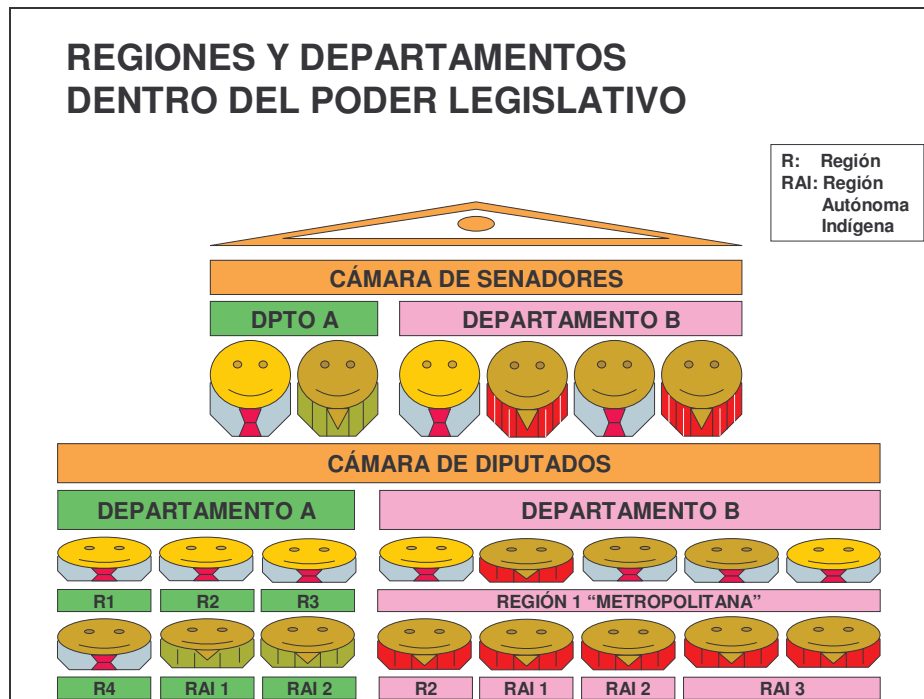 REGIONES Y DEPARTAMENTOS
DENTRO DEL PODER LEGISLATIVO
R: Región
RAI: Región
Autónoma
Indígena
CÁMARA DE SENADORES
DPTO A
DEPARTAMENTO B
CÁMARA DE DIPUTADOS
DEPARTAMENTO A
DEPARTAMENTO B
R1
R2
R3
REGIÓN 1 “METROPOLITANA”
R4
RAI 1
RAI 2
R2
RAI 1
RAI 2
RAI 3